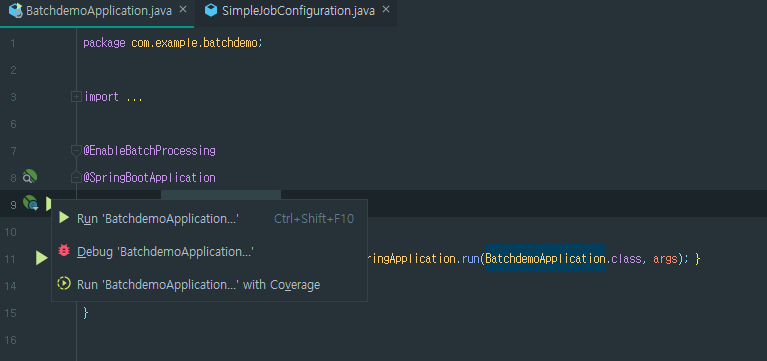 BatchdemoApplication.java × SimpleJobConfiguration.java ×
1 package com.example.batchdemo;
2
3 import ...
6
7 @EnableBatchProcessing
8 @SpringBootApplication
9
Run 'BatchdemoApplication...' Ctrl+Shift+F10
10
Debug 'BatchdemoApplication...'
11 ringApplication.run(BatchdemoApplication.class, args); }
14
Run 'BatchdemoApplication...' with Coverage
15 }
16